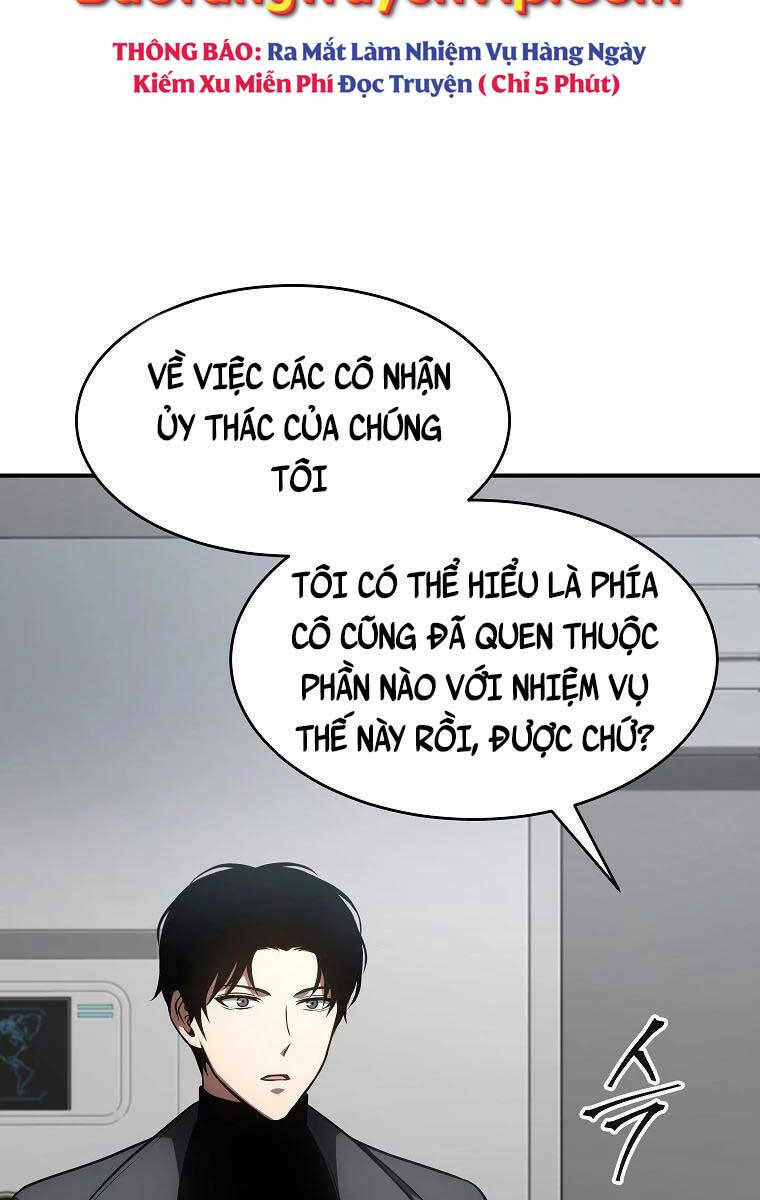 THÔNG BÁO: Ra Mắt Làm Nhiệm Vụ Hàng Ngày
Kiếm Xu Miễn Phí Đọc Truyện ( Chỉ 5 Phút)
VỀ VIỆC CÁC CÔ NHẬN
ỦY THÁC CỦA CHÚNG
TÔI
TÔI CÓ THỂ HIỂU LÀ PHÍA
CÔ CŨNG ĐÃ QUEN THUỘC
PHẦN NÀO VỚI NHIỆM VỤ
THẾ NÀY RỒI, ĐƯỢC CHỨ?
스윽